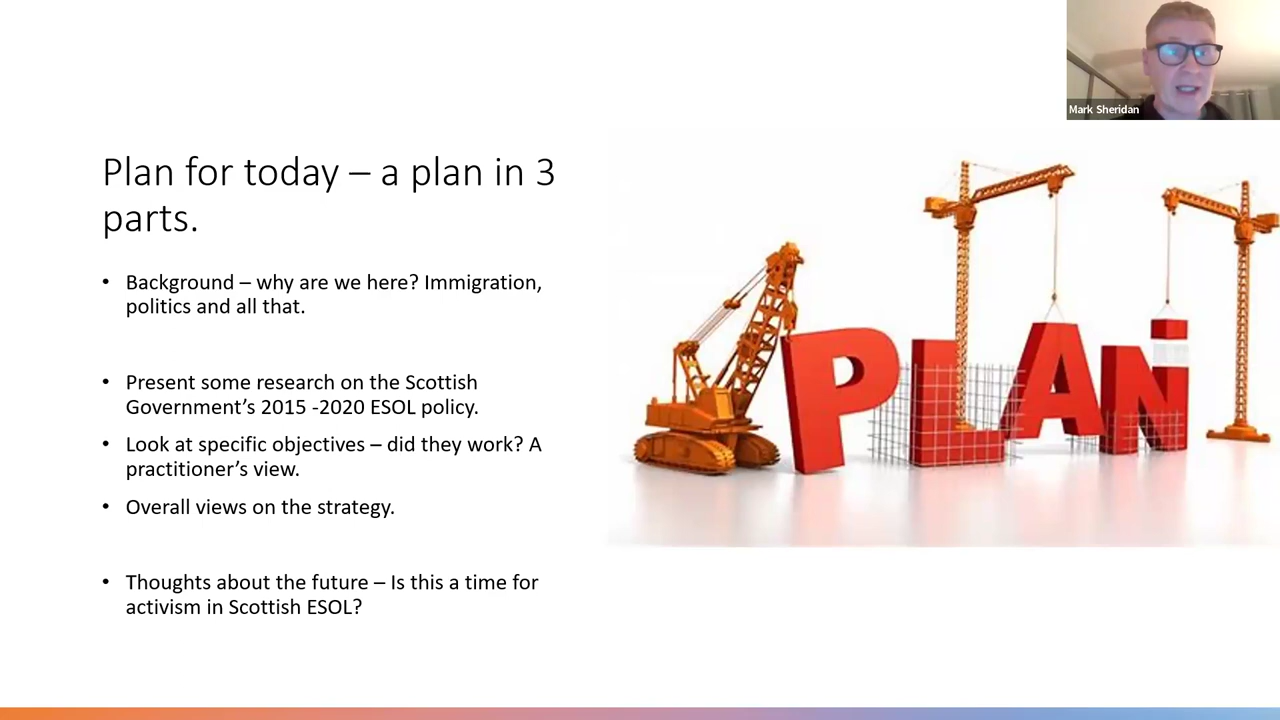 Mark Sheridan
Plan for today – a plan in 3
parts.
• Background – why are we here? Immigration,
politics and all that.
• Present some research on the Scottish
Government’s 2015 -2020 ESOL policy.
• Look at specific objectives – did they work? A
practitioner’s view.
• Overall views on the strategy.
• Thoughts about the future – Is this a time for
activism in Scottish ESOL?
PLAN